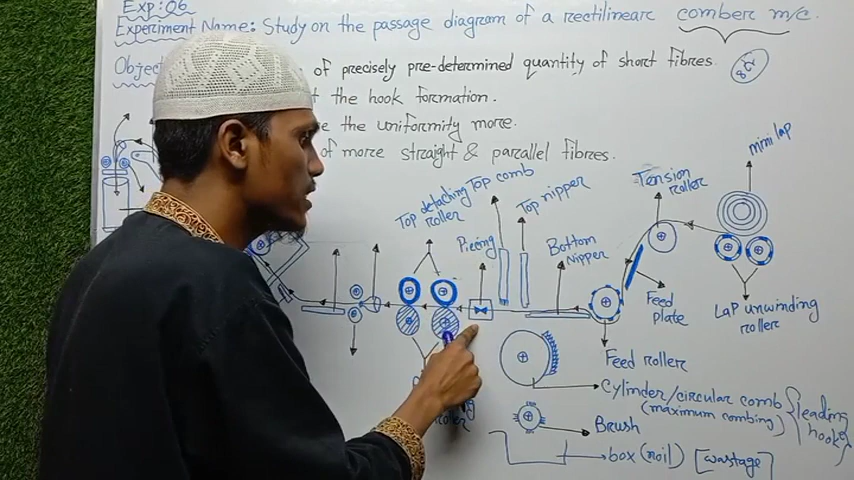 Exp: 06
Experiment Name: Study on the passage diagram of a rectilinear comber m/c.
of precisely pre-determined quantity of short fibres.
the hook formation.
the uniformity more.
of more straight & parallel fibres.
mini lap
Tension roller
Top comb
Top nipper
Top detaching roller
Piecing
Bottom nipper
Feed plate
Lap unwinding roller
Feed roller
Cylinder/circular comb
(maximum combing)
leading hook
Brush
box (noil) [wastage]